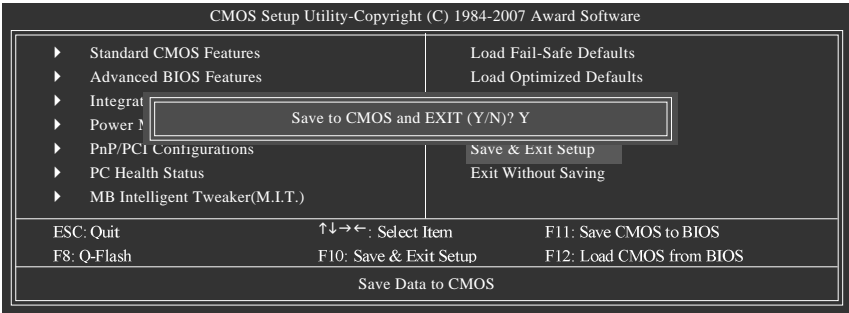 CMOS Setup Utility-Copyright (C) 1984-2007 Award Software
Standard CMOS Features
Load Fail-Safe Defaults
Advanced BIOS Features
Load Optimized Defaults
Integrat
Power
Save to CMOS and EXIT (Y/N)? Y
PnP/PCI Configurations
Save & Exit Setup
PC Health Status
Exit Without Saving
MB Intelligent Tweaker(M.I.T.)
ESC: Quit
↑↓→←: Select Item
F11: Save CMOS to BIOS
F8: Q-Flash
F10: Save & Exit Setup
F12: Load CMOS from BIOS
Save Data to CMOS